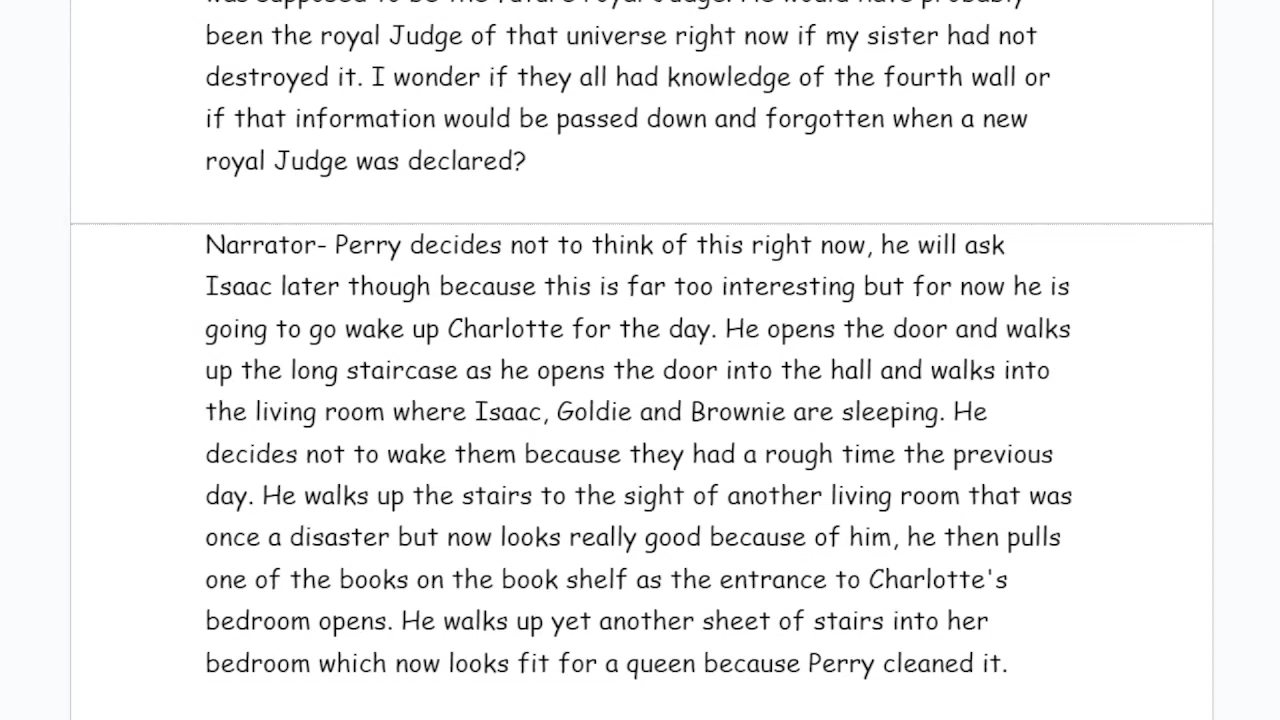 been the royal Judge of that universe right now if my sister had not
destroyed it. I wonder if they all had knowledge of the fourth wall or
if that information would be passed down and forgotten when a new
royal Judge was declared?
Narrator- Perry decides not to think of this right now, he will ask
Isaac later though because this is far too interesting but for now he is
going to go wake up Charlotte for the day. He opens the door and walks
up the long staircase as he opens the door into the hall and walks into
the living room where Isaac, Goldie and Brownie are sleeping. He
decides not to wake them because they had a rough time the previous
day. He walks up the stairs to the sight of another living room that was
once a disaster but now looks really good because of him, he then pulls
one of the books on the book shelf as the entrance to Charlotte's
bedroom opens. He walks up yet another sheet of stairs into her
bedroom which now looks fit for a queen because Perry cleaned it.